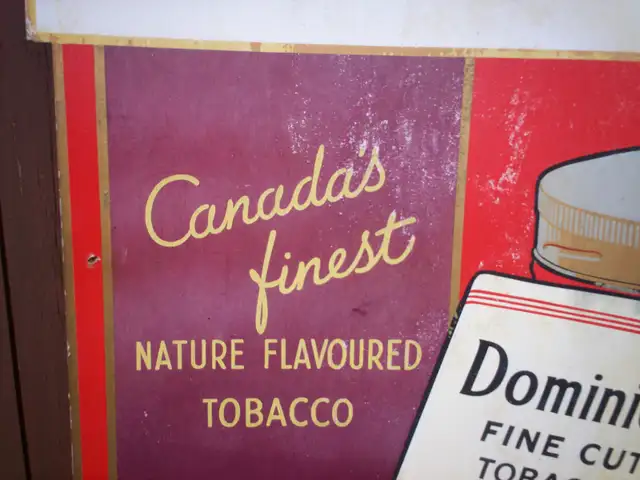 Canada's
finest
NATURE FLAVOURED
TOBACCO
FINE CUT